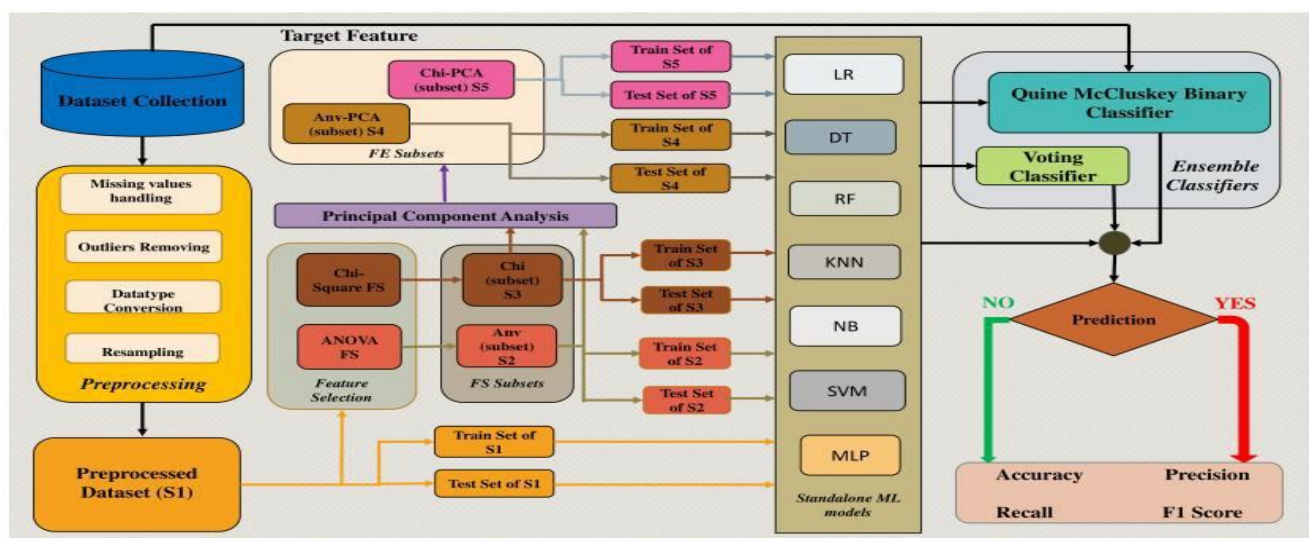 Target Feature
Dataset Collection
Missing values
handling
Outliers Removing
Datatype
Conversion
Resampling
Preprocessing
Preprocessed
Dataset (S1)
Chi-PCA
(subset) S5
Anv-PCA
(subset) S4
FE Subsets
Principal Component Analysis
Chi-
Square FS
ANOVA
FS
Feature
Selection
Chi
(subset)
S3
Anv
(subset)
S2
FS Subsets
Train Set of
S5
Test Set of S5
Train Set of
S4
Test Set of
S4
Train Set
of S3
Test Set
of S3
Train Set
of S2
Test Set
of S2
Train Set of
S1
Test Set of S1
LR
DT
RF
KNN
NB
SVM
MLP
Standalone ML
models
Quine McCluskey Binary
Classifier
Voting
Classifier
Ensemble
Classifiers
NO
YES
Prediction
Accuracy
Precision
Recall
F1 Score